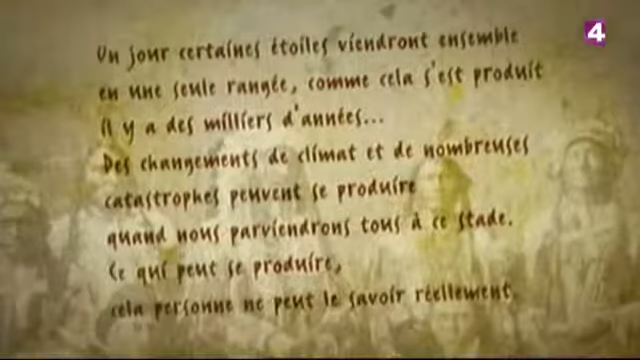 4
Un jour certaines étoiles viendront ensemble
en une seule rangée, comme cela s'est produit
il y a des milliers d'années...
Des changements de climat et de nombreuses
catastrophes peuvent se produire
quand nous parviendrons tous à ce stade.
Ce qui peut se produire,
cela personne ne peut le savoir réellement.